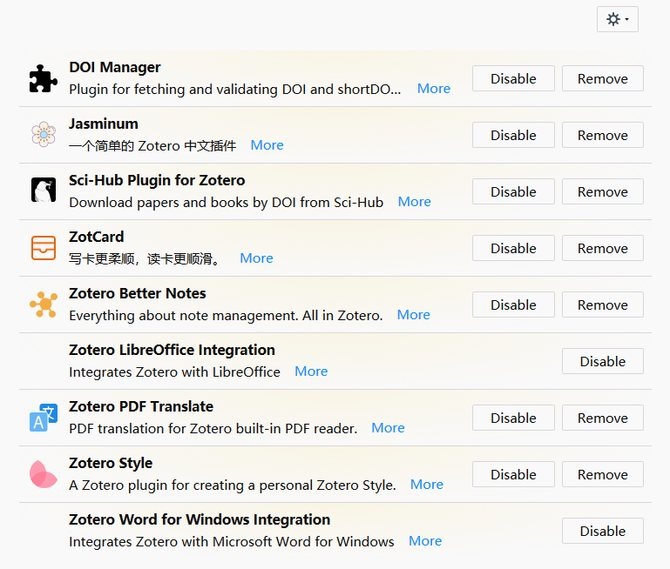 DOI Manager
Plugin for fetching and validating DOI and shortDO... More
Disable Remove
Jasminum
一个简单的 Zotero 中文插件 More
Disable Remove
Sci-Hub Plugin for Zotero
Download papers and books by DOI from Sci-Hub More
Disable Remove
ZotCard
写卡更柔顺，读卡更顺滑。 More
Disable Remove
Zotero Better Notes
Everything about note management. All in Zotero. More
Disable Remove
Zotero LibreOffice Integration
Integrates Zotero with LibreOffice More
Disable
Zotero PDF Translate
PDF translation for Zotero built-in PDF reader. More
Disable Remove
Zotero Style
A Zotero plugin for creating a personal Zotero Style. More
Disable Remove
Zotero Word for Windows Integration
Integrates Zotero with Microsoft Word for Windows More
Disable